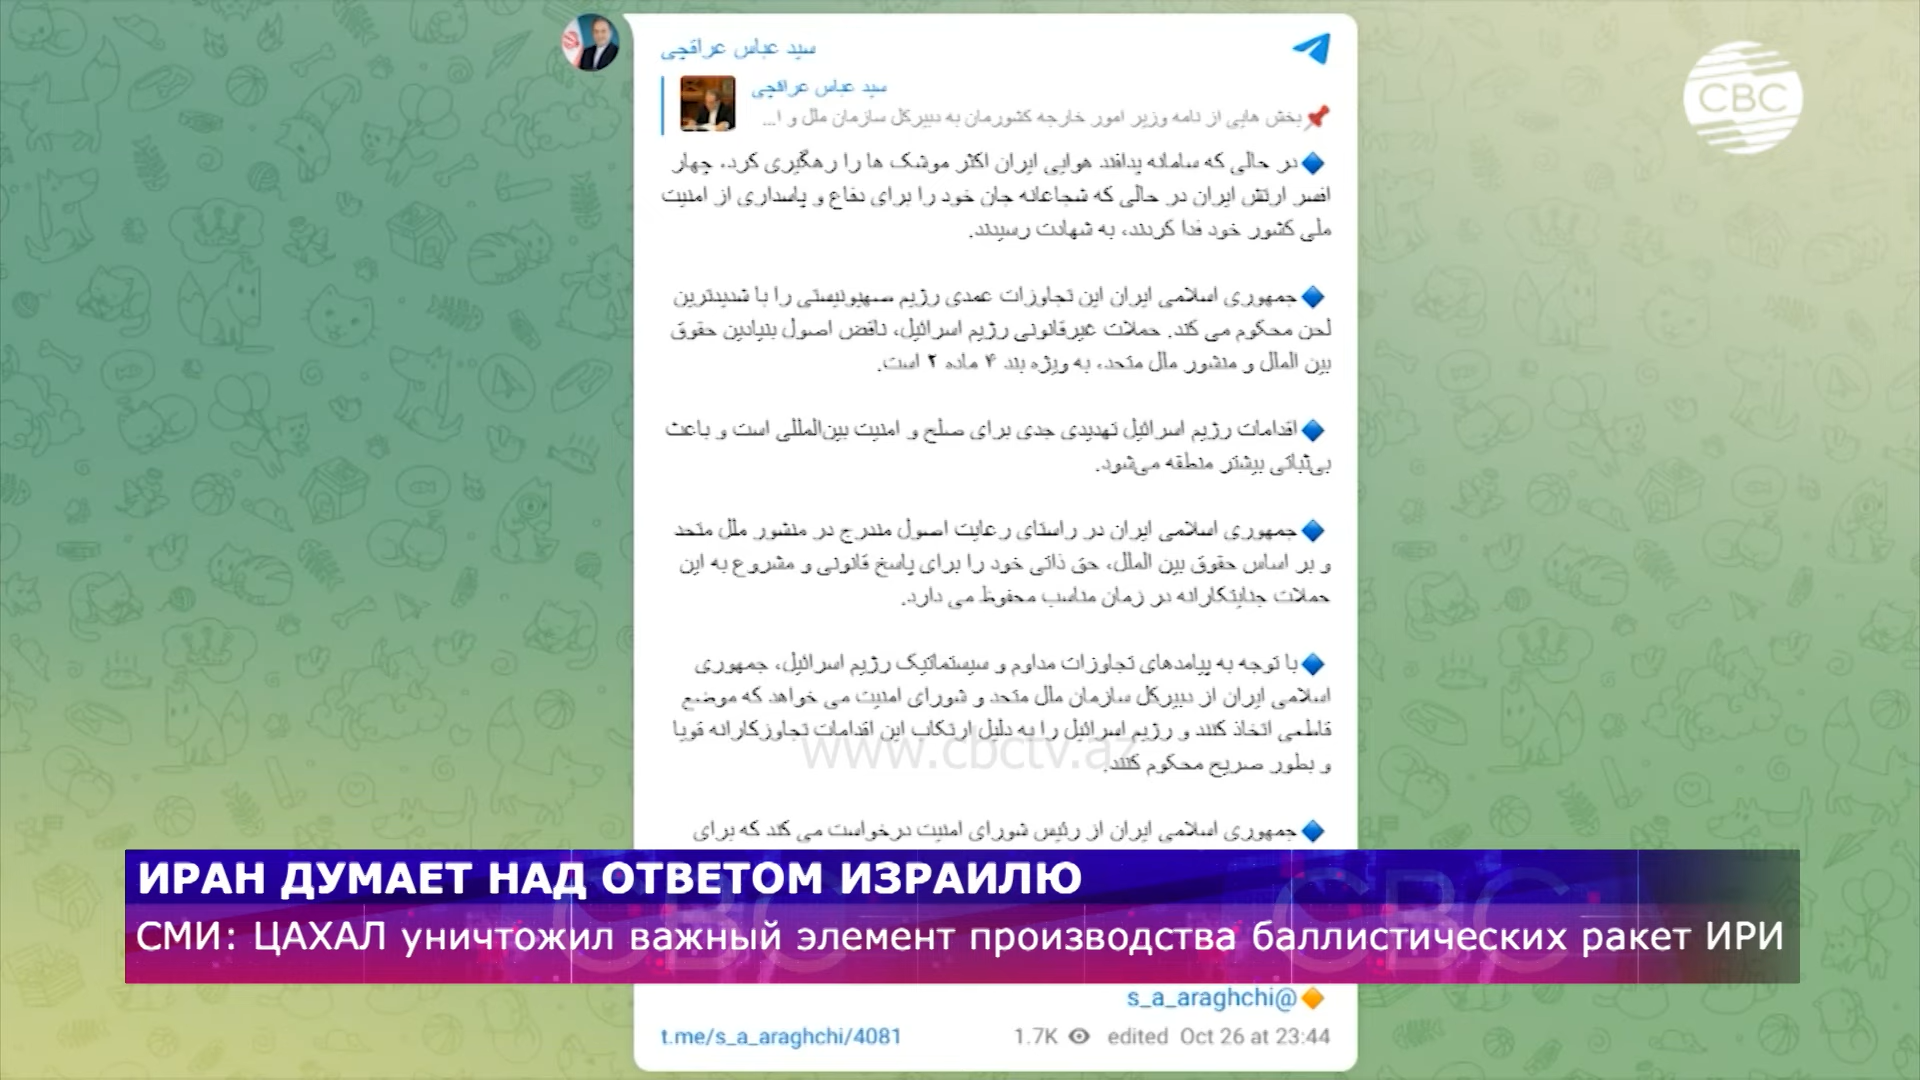 سید عباس عراقچی
سید عباس عراقچی
بخش هایی از نامه وزیر امور خارجه کشورمان به دبیرکل سازمان ملل و ا...
CBC
در حالی که سامانه پدافند هوایی ایران اکثر موشک ها را رهگیری کرد، چهار
افسر ارتش ایران در حالی که شجاعانه جان خود را برای دفاع و پاسداری از امنیت
ملی کشور خود فدا کردند، به شهادت رسیدند.
جمهوری اسلامی ایران این تجاوزات عمدی رژیم صهیونیستی را با شدیدترین
لحن محکوم می کند. حملات غیرقانونی رژیم اسرائیل، ناقض اصول بنیادین حقوق
بین الملل و منشور ملل متحد، به ویژه بند ۴ ماده ۲ است.
اقدامات رژیم اسرائیل تهدیدی جدی برای صلح و امنیت بین‌المللی است و باعث
بی‌ثباتی بیشتر منطقه می‌شود.
جمهوری اسلامی ایران در راستای رعایت اصول مندرج در منشور ملل متحد
و بر اساس حقوق بین الملل، حق ذاتی خود را برای پاسخ قانونی و مشروع به این
حملات جنایتکارانه در زمان مناسب محفوظ می دارد.
با توجه به پیامدهای تجاوزات مداوم و سیستماتیک رژیم اسرائیل، جمهوری
اسلامی ایران از دبیرکل سازمان ملل متحد و شورای امنیت می خواهد که موضع
قاطعی اتخاذ کنند و رژیم اسرائیل را به دلیل ارتکاب این اقدامات تجاوزکارانه قویا
و بطور صریح محکوم کنند.
www.cbctv.az
جمهوری اسلامی ایران از رئیس شورای امنیت درخواست می کند که برای
ИРАН ДУМАЕТ НАД ОТВЕТОМ ИЗРАИЛЮ
СМИ: ЦАХАЛ уничтожил важный элемент производства баллистических ракет ИРИ
s_a_araghchi@
t.me/s_a_araghchi/4081 1.7K edited Oct 26 at 23:44